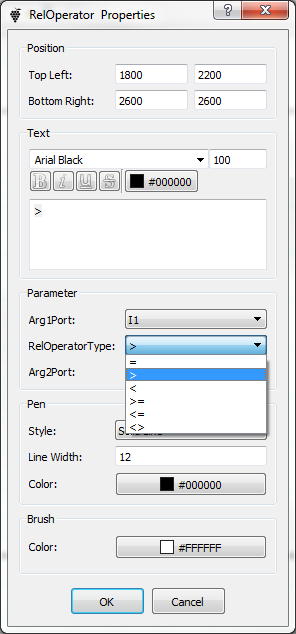 RelOperator Properties
?
Position
Top Left: 1800 2200
Bottom Right: 2600 2600
Text
Arial Black 100
B i U S #000000
>
Parameter
Arg1Port: I1
RelOperatorType: >
Arg2Port:
=
>
<
>=
<=
<>
Pen
Style:
Line Width: 12
Color: #000000
Brush
Color: #FFFFFF
OK Cancel